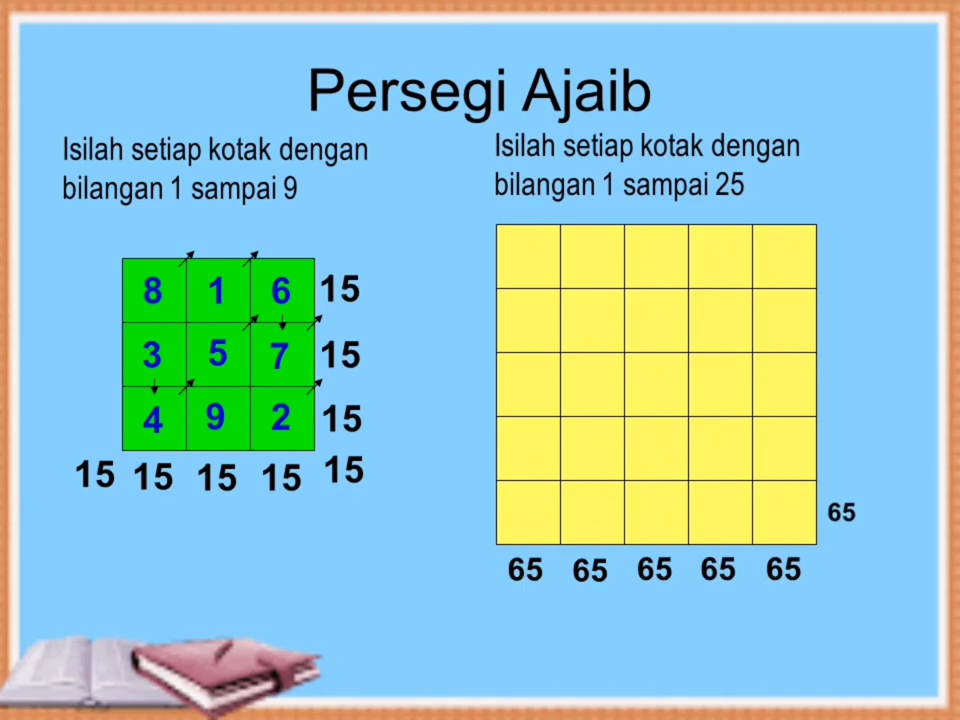 Persegi Ajaib
Isilah setiap kotak dengan
bilangan 1 sampai 9
8 1 6 15
3 5 7 15
4 9 2 15
15 15 15 15 15
Isilah setiap kotak dengan
bilangan 1 sampai 25
65
65 65 65 65 65